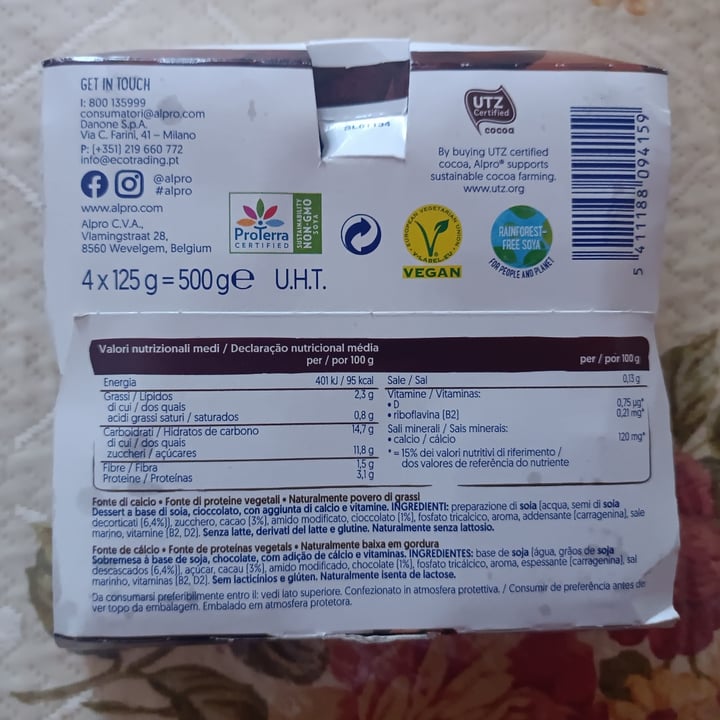 GET IN TOUCH
I: 800 135999
consumatori@alpro.com
Danone S.p.A.
Via C. Farini, 41 – Milano
P: (+351) 219 660 772
info@ecotrading.pt
@alpro
#alpro
www.alpro.com
Alpro C.V.A.,
Vlamingstraat 28,
8560 Wevelgem, Belgium
ProTerra
CERTIFIED
SUSTAINABILITY
NON-GMO
SOYA
EUROPEAN VEGETARIAN UNION
V-LABEL.EU
VEGAN
RAINFOREST-
FREE SOYA
FOR PEOPLE AND PLANET
UTZ
Certified
cocoa
By buying UTZ certified
cocoa, Alpro® supports
sustainable cocoa farming.
www.utz.org
5 411188 094159
4 x 125 g = 500 g e U.H.T.
Valori nutrizionali medi / Declaração nutricional média
per / por 100 g
per / por 100 g
Energia 401 kJ / 95 kcal
Grassi / Lípidos 2,3 g
di cui / dos quais
acidi grassi saturi / saturados 0,8 g
Carboidrati / Hidratos de carbono 14,7 g
di cui / dos quais
zuccheri / açúcares 11,8 g
Fibre / Fibra 1,5 g
Proteine / Proteínas 3,1 g
Sale / Sal 0,13 g
Vitamine / Vitaminas:
• D 0,75 µg*
• riboflavina (B2) 0,21 mg*
Sali minerali / Sais minerais:
• calcio / cálcio 120 mg*
* = 15% dei valori nutritivi di riferimento /
dos valores de referência do nutriente
Fonte di calcio • Fonte di proteine vegetali • Naturalmente povero di grassi
Dessert a base di soia, cioccolato, con aggiunta di calcio e vitamine. INGREDIENTI: preparazione di soia (acqua, semi di soia
decorticati (6,4%)), zucchero, cacao (3%), amido modificato, cioccolato (1%), fosfato tricalcico, aroma, addensante (carragenina), sale
marino, vitamine (B2, D2). Senza latte, derivati del latte e glutine. Naturalmente senza lattosio.
Fonte de cálcio • Fonte de proteínas vegetais • Naturalmente baixa em gordura
Sobremesa à base de soja, chocolate, com adição de cálcio e vitaminas. INGREDIENTES: base de soja (água, grãos de soja
descascados (6,4%)), açúcar, cacau (3%), amido modificado, chocolate (1%), fosfato tricálcico, aroma, espessante (carragenina), sal
marinho, vitaminas (B2, D2). Sem lacticínios e glúten. Naturalmente isenta de lactose.
Da consumarsi preferibilmente entro il: vedi lato superiore. Confezionato in atmosfera protettiva. / Consumir de preferência antes de
ver topo da embalagem. Embalado em atmosfera protetora.